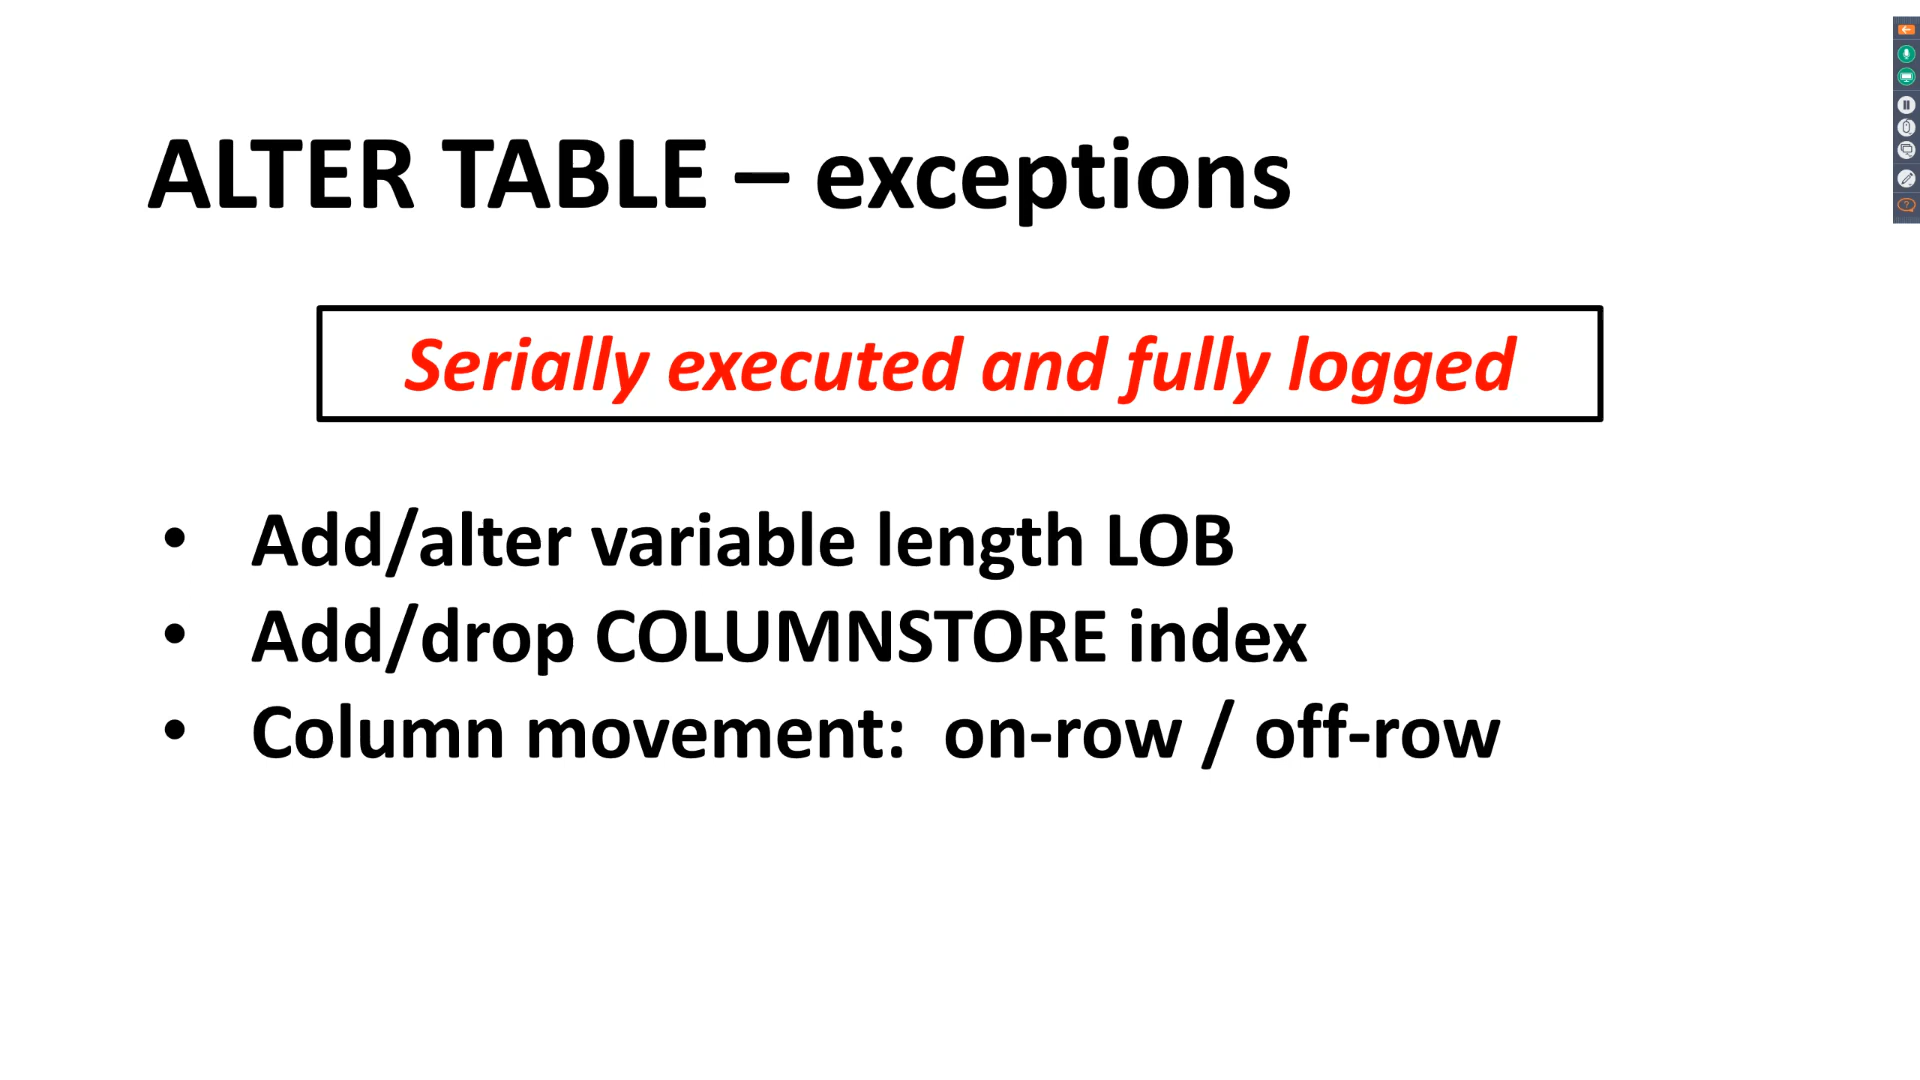 ALTER TABLE – exceptions
Serially executed and fully logged
• Add/alter variable length LOB
• Add/drop COLUMNSTORE index
• Column movement:  on-row / off-row